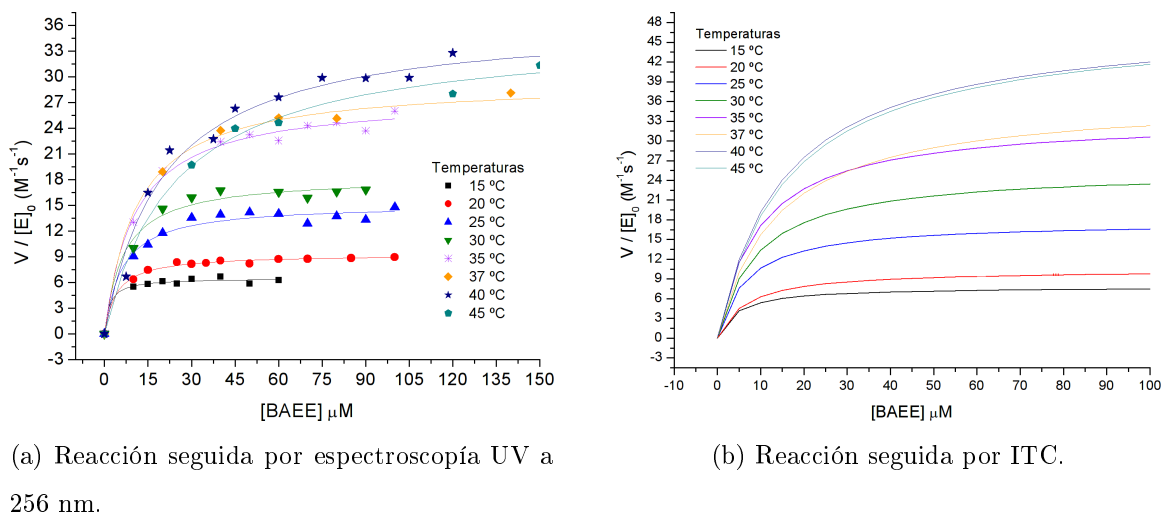 36
33
30
27
24
21
18
15
12
9
6
3
0
-3
V / [E]0 (M-1s-1)
0 15 30 45 60 75 90 105 120 135 150
[BAEE] μM
Temperaturas
15 ºC
20 ºC
25 ºC
30 ºC
35 ºC
37 ºC
40 ºC
45 ºC
(a) Reacción seguida por espectroscopía UV a
256 nm.
48
45
42
39
36
33
30
27
24
21
18
15
12
9
6
3
0
-3
V / [E]0 (M-1s-1)
-10 0 10 20 30 40 50 60 70 80 90 100
[BAEE] μM
Temperaturas
15 ºC
20 ºC
25 ºC
30 ºC
35 ºC
37 ºC
40 ºC
45 ºC
(b) Reacción seguida por ITC.